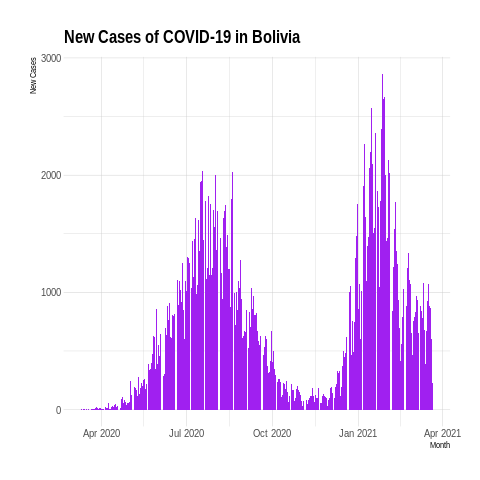 New Cases of COVID-19 in Bolivia
New Cases
3000
2000
1000
0
Apr 2020
Jul 2020
Oct 2020
Jan 2021
Apr 2021
Month